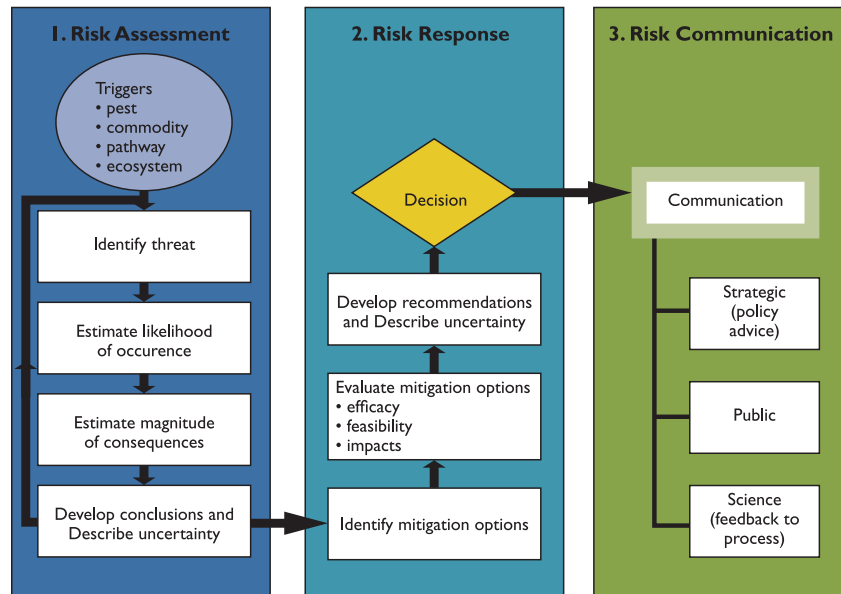 1. Risk Assessment
Triggers
• pest
• commodity
• pathway
• ecosystem
Identify threat
Estimate likelihood
of occurence
Estimate magnitude
of consequences
Develop conclusions and
Describe uncertainty
2. Risk Response
Decision
Develop recommendations
and Describe uncertainty
Evaluate mitigation options
• efficacy
• feasibility
• impacts
Identify mitigation options
3. Risk Communication
Communication
Strategic
(policy
advice)
Public
Science
(feedback to
process)